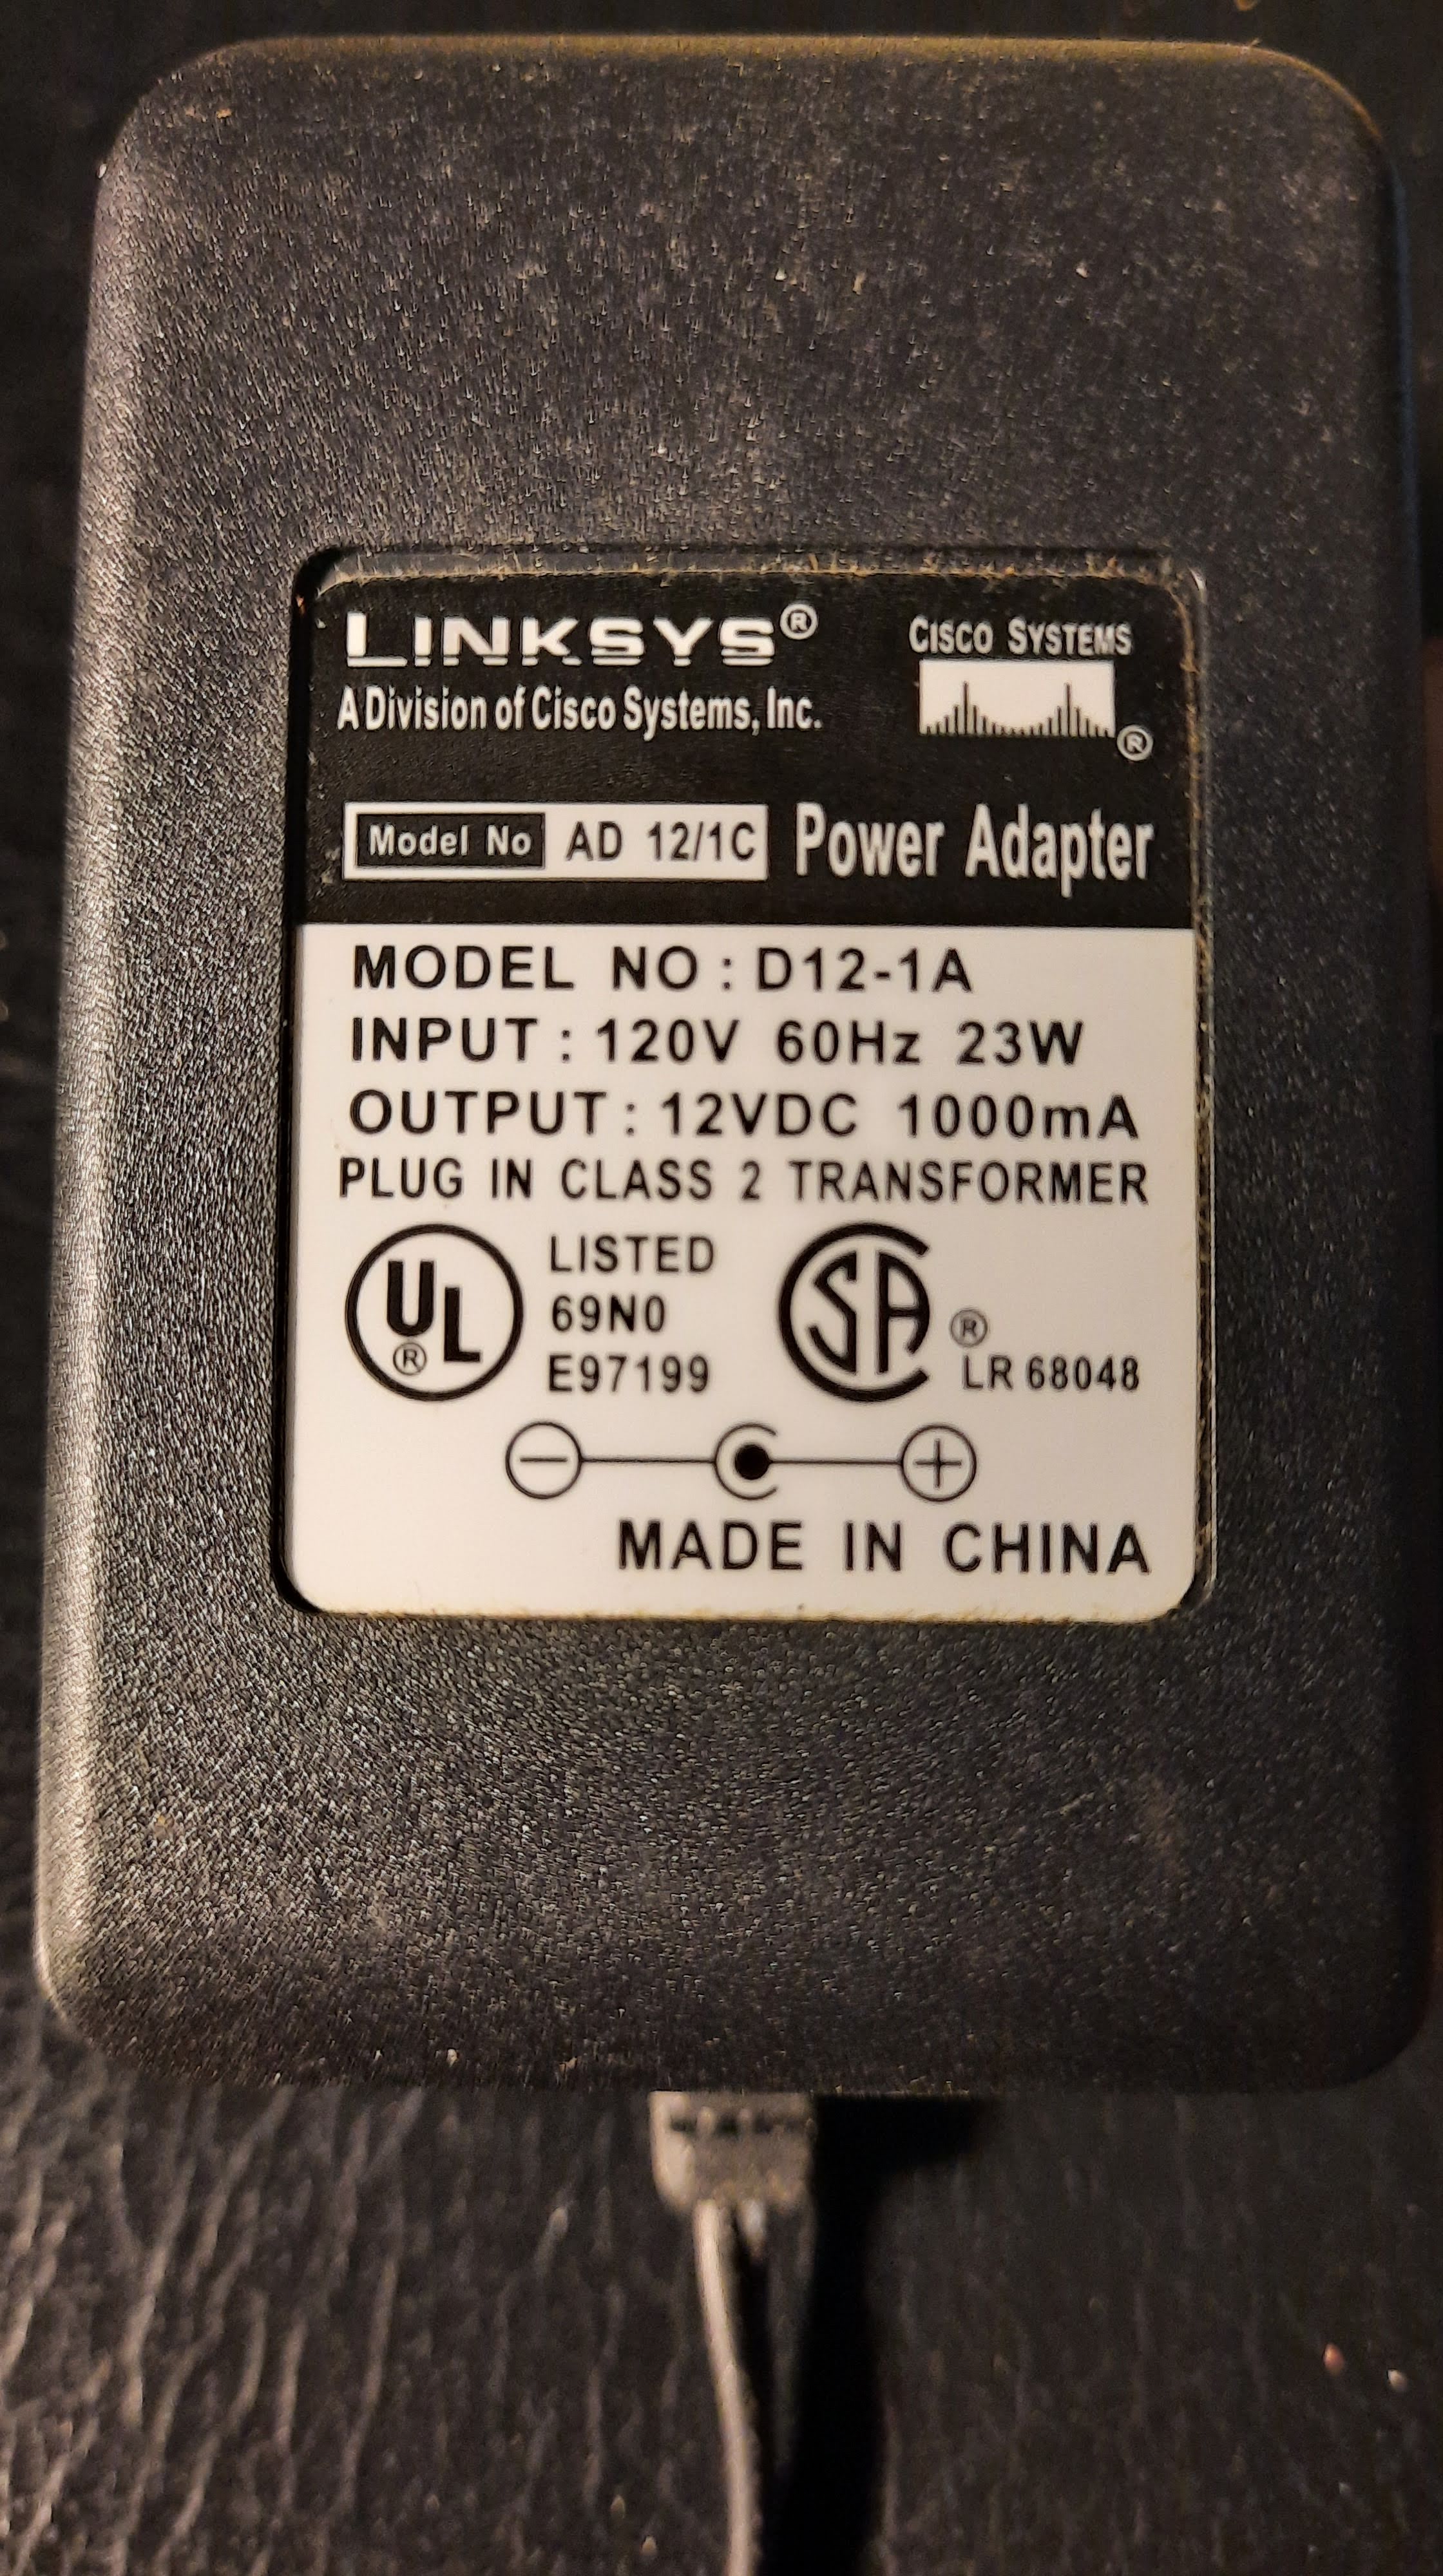 LINKSYS®
CISCO SYSTEMS
A Division of Cisco Systems, Inc.
®
Model No AD 12/1C Power Adapter
MODEL NO : D12-1A
INPUT : 120V 60Hz 23W
OUTPUT : 12VDC 1000mA
PLUG IN CLASS 2 TRANSFORMER
UL® LISTED
69N0
E97199
SA®
LR 68048
MADE IN CHINA